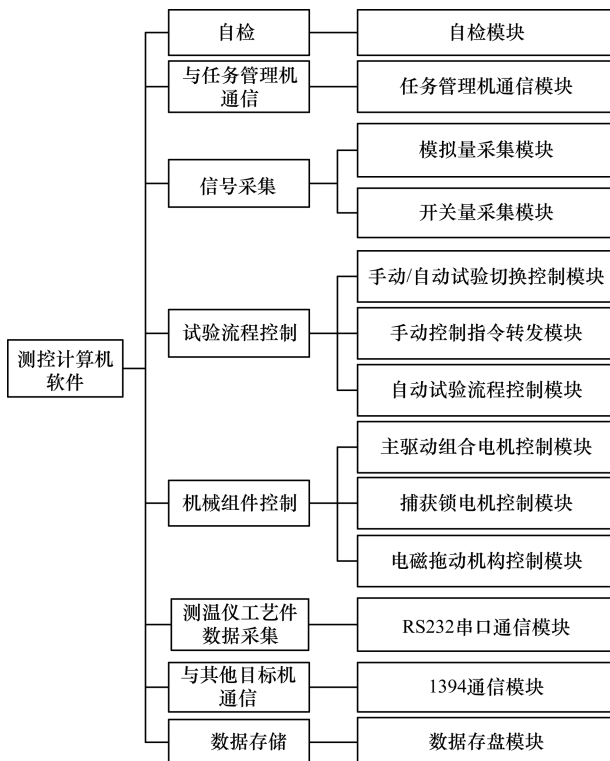 测控计算机
软件
自检
自检模块
与任务管理机
通信
任务管理机通信模块
信号采集
模拟量采集模块
开关量采集模块
试验流程控制
手动/自动试验切换控制模块
手动控制指令转发模块
自动试验流程控制模块
机械组件控制
主驱动组合电机控制模块
捕获锁电机控制模块
电磁拖动机构控制模块
测温仪工艺件
数据采集
RS232串口通信模块
与其他目标机
通信
1394通信模块
数据存储
数据存盘模块